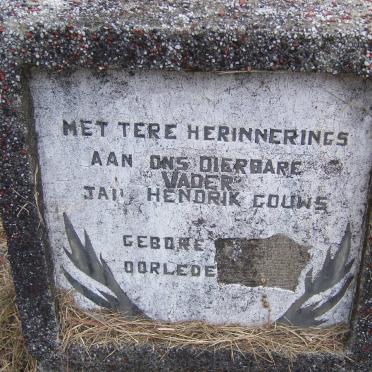 MET TERE HERINNERINGS
AAN ONS DIERBARE
VADER
JAN HENDRIK GOUWS
GEBORE
OORLEDE